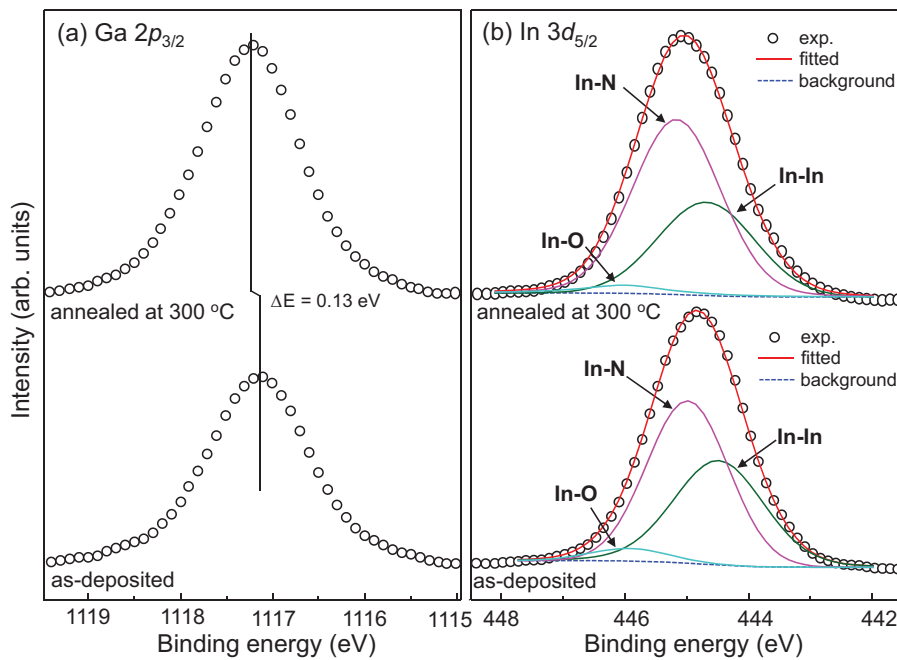 (a) Ga 2p3/2
annealed at 300 oC
ΔE = 0.13 eV
as-deposited
Intensity (arb. units)
1119 1118 1117 1116 1115
Binding energy (eV)
(b) In 3d5/2
exp.
fitted
background
In-N
In-In
In-O
annealed at 300 oC
exp.
fitted
background
In-N
In-In
In-O
as-deposited
448 446 444 442
Binding energy (eV)